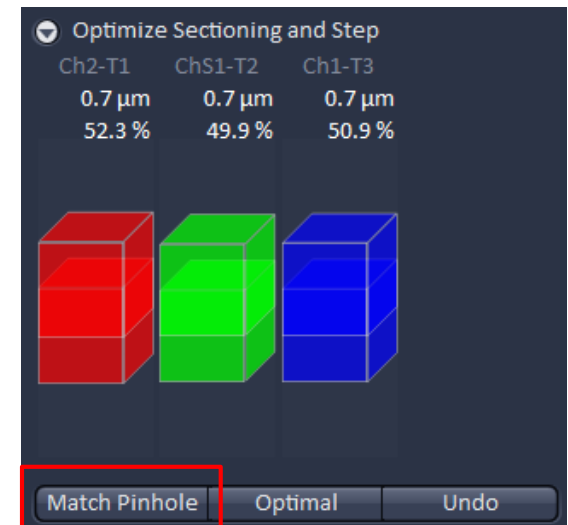 Optimize Sectioning and Step
Ch2-T1 ChS1-T2 Ch1-T3
0.7 µm 0.7 µm 0.7 µm
52.3 % 49.9 % 50.9 %
Match Pinhole Optimal Undo